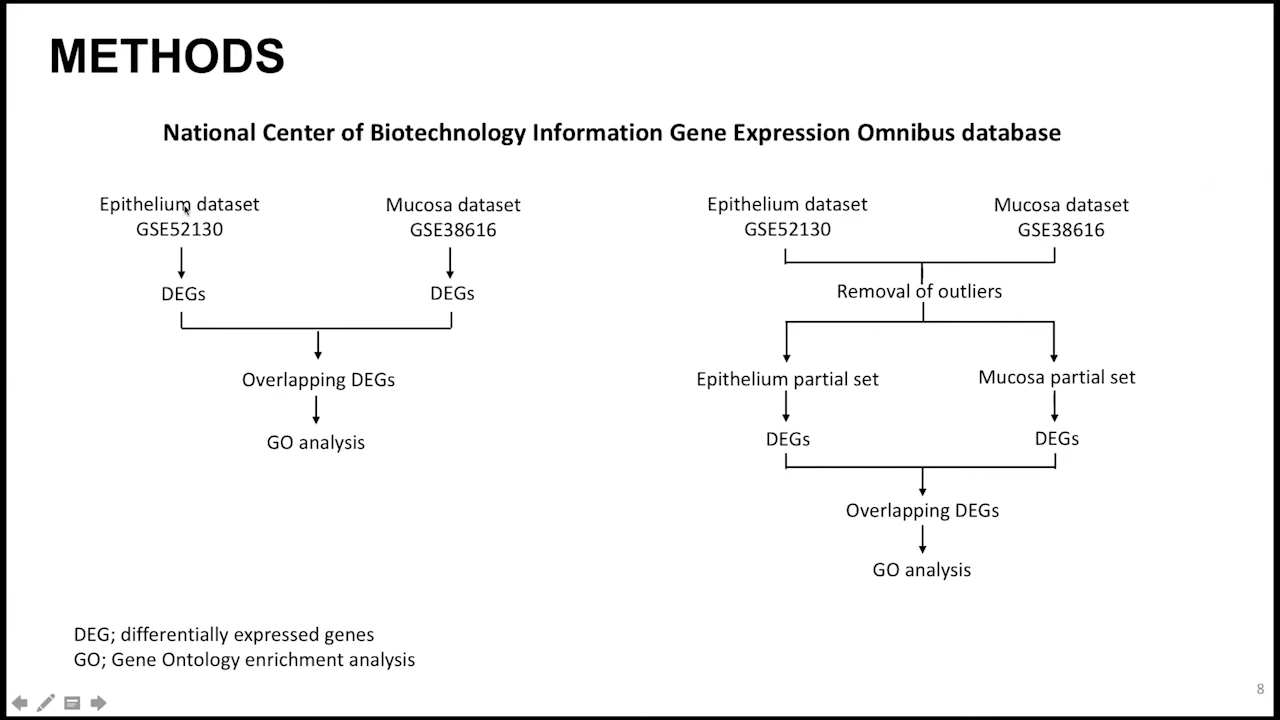 METHODS
National Center of Biotechnology Information Gene Expression Omnibus database
Epithelium dataset
GSE52130
Mucosa dataset
GSE38616
DEGs
DEGs
Overlapping DEGs
GO analysis
Epithelium dataset
GSE52130
Mucosa dataset
GSE38616
Removal of outliers
Epithelium partial set
Mucosa partial set
DEGs
DEGs
Overlapping DEGs
GO analysis
DEG; differentially expressed genes
GO; Gene Ontology enrichment analysis
8